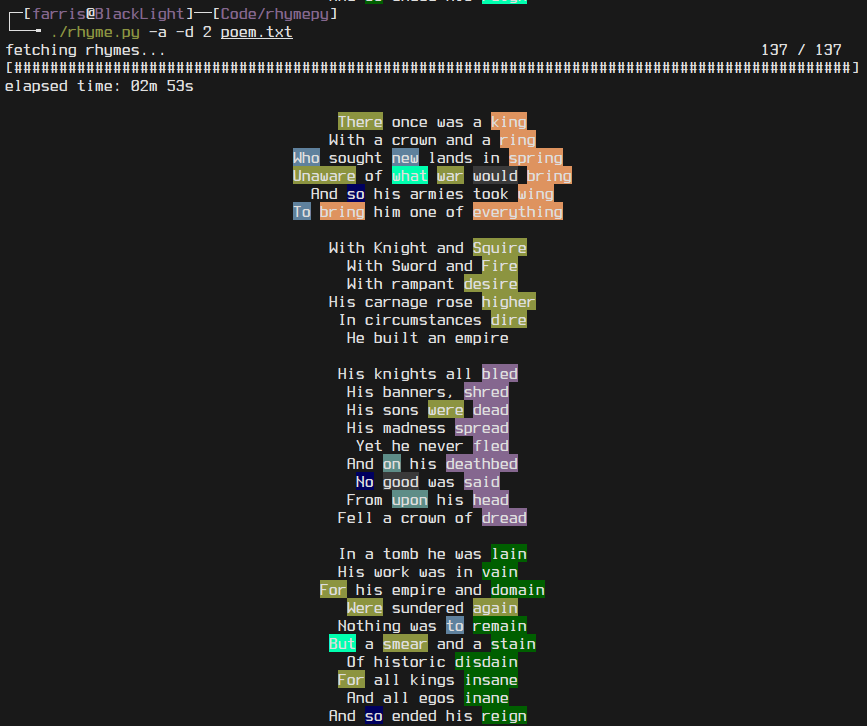 [farris@BlackLight]—[Code/rhymepy]
./rhyme.py -a -d 2 poem.txt
fetching rhymes... 137 / 137
[##############################################################################################]
elapsed time: 02m 53s
There once was a king
With a crown and a ring
Who sought new lands in spring
Unaware of what war would bring
And so his armies took wing
To bring him one of everything
With Knight and Squire
With Sword and Fire
With rampant desire
His carnage rose higher
In circumstances dire
He built an empire
His knights all bled
His banners, shred
His sons were dead
His madness spread
Yet he never fled
And on his deathbed
No good was said
From upon his head
Fell a crown of dread
In a tomb he was lain
His work was in vain
For his empire and domain
Were sundered again
Nothing was to remain
But a smear and a stain
Of historic disdain
For all kings insane
And all egos inane
And so ended his reign